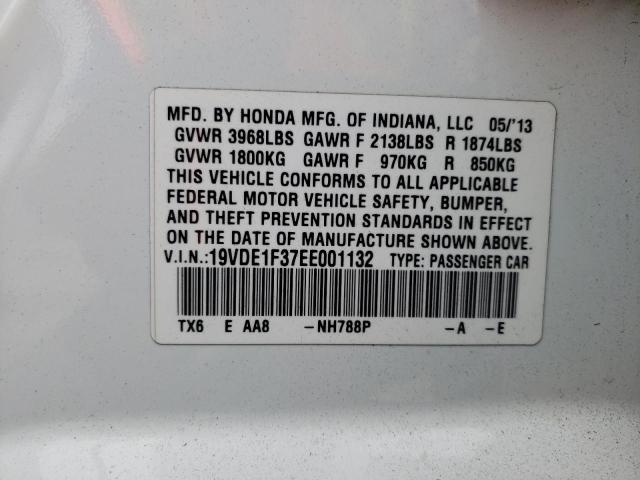 MFD. BY HONDA MFG. OF INDIANA, LLC 05/'13
GVWR 3968LBS GAWR F 2138LBS R 1874LBS
GVWR 1800KG GAWR F 970KG R 850KG
THIS VEHICLE CONFORMS TO ALL APPLICABLE
FEDERAL MOTOR VEHICLE SAFETY, BUMPER,
AND THEFT PREVENTION STANDARDS IN EFFECT
ON THE DATE OF MANUFACTURE SHOWN ABOVE.
V.I.N.:19VDE1F37EE001132 TYPE: PASSENGER CAR
TX6 E AA8 -NH788P -A -E